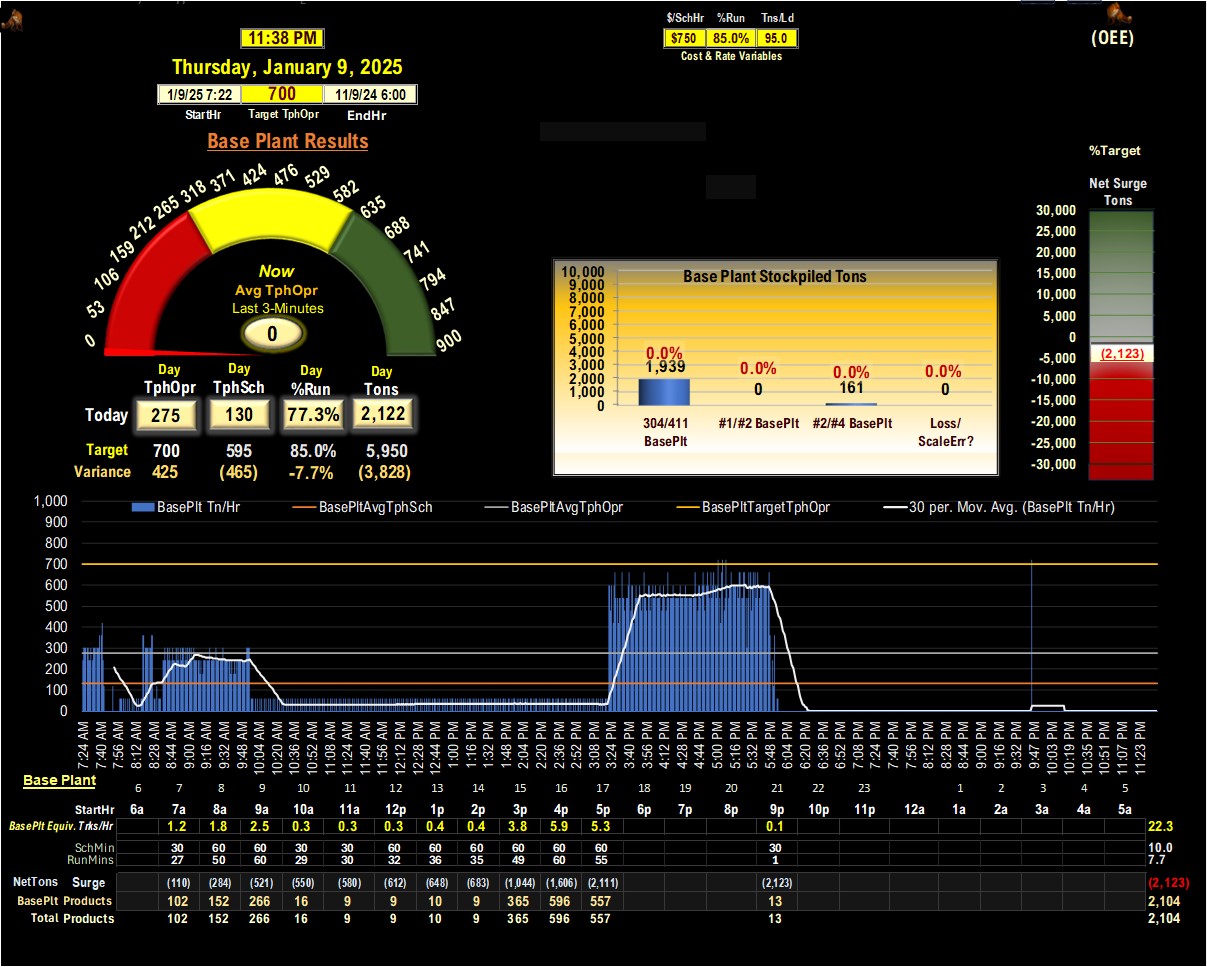 $/SchHr %Run Tns/Ld
11:38 PM
$750 85.0% 95.0
(OEE)
Cost & Rate Variables
Thursday, January 9, 2025
1/9/25 7:22 700 11/9/24 6:00
StartHr Target TphOpr EndHr
Base Plant Results
%Target
Net Surge
Tons
0 53 106 159 212 265 318 371 424 476 529 582 635 688 741 794 847 900
Now
Avg TphOpr
Last 3-Minutes
0
30,000
25,000
20,000
15,000
10,000
5,000
0
-5,000
-10,000
-15,000
-20,000
-25,000
-30,000
(2,123)
Base Plant Stockpiled Tons
10,000
9,000
8,000
7,000
6,000
5,000
4,000
3,000
2,000
1,000
0
0.0% 0.0% 0.0% 0.0%
1,939 0 161 0
304/411 #1/#2 BasePlt #2/#4 BasePlt Loss/
BasePlt ScaleErr?
Day Day Day Day
TphOpr TphSch %Run Tons
Today 275 130 77.3% 2,122
Target 700 595 85.0% 5,950
Variance 425 (465) -7.7% (3,828)
BasePlt Tn/Hr BasePltAvgTphSch BasePltAvgTphOpr BasePltTargetTphOpr 30 per. Mov. Avg. (BasePlt Tn/Hr)
1,000
900
800
700
600
500
400
300
200
100
0
7:24 AM 7:40 AM 7:56 AM 8:12 AM 8:28 AM 8:44 AM 9:00 AM 9:16 AM 9:32 AM 9:48 AM 10:04 AM 10:20 AM 10:36 AM 10:52 AM 11:08 AM 11:24 AM 11:40 AM 11:56 AM 12:12 PM 12:28 PM 12:44 PM 1:00 PM 1:16 PM 1:32 PM 1:48 PM 2:04 PM 2:20 PM 2:36 PM 2:52 PM 3:08 PM 3:24 PM 3:40 PM 3:56 PM 4:12 PM 4:28 PM 4:44 PM 5:00 PM 5:16 PM 5:32 PM 5:48 PM 6:04 PM 6:20 PM 6:36 PM 6:52 PM 7:08 PM 7:24 PM 7:40 PM 7:56 PM 8:12 PM 8:28 PM 8:44 PM 9:00 PM 9:16 PM 9:32 PM 9:47 PM 10:03 PM 10:19 PM 10:35 PM 10:51 PM 11:07 PM 11:23 PM
Base Plant
6 7 8 9 10 11 12 13 14 15 16 17 18 19 20 21 22 23 1 2 3 4 5
StartHr 6a 7a 8a 9a 10a 11a 12p 1p 2p 3p 4p 5p 6p 7p 8p 9p 10p 11p 12a 1a 2a 3a 4a 5a
BasePlt Equiv. Trks/Hr 1.2 1.8 2.5 0.3 0.3 0.3 0.4 0.4 3.8 5.9 5.3 0.1 22.3
SchMin 30 60 60 30 30 60 60 60 60 60 60 30 10.0
RunMins 27 50 60 29 30 32 36 35 49 60 55 1 7.7
NetTons Surge (110) (284) (521) (550) (580) (612) (648) (683) (1,044) (1,606) (2,111) (2,123) (2,123)
BasePlt Products 102 152 266 16 9 9 10 9 365 596 557 13 2,104
Total Products 102 152 266 16 9 9 10 9 365 596 557 13 2,104